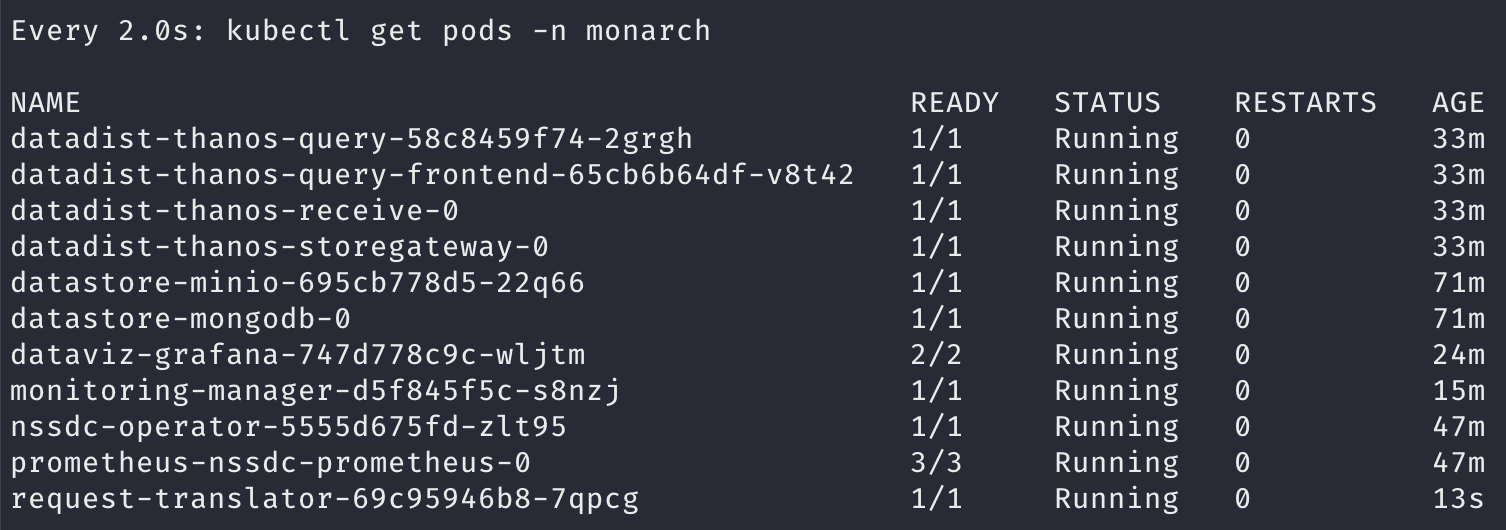 Every 2.0s: kubectl get pods -n monarch
NAME READY STATUS RESTARTS AGE
datadist-thanos-query-58c8459f74-2grgh 1/1 Running 0 33m
datadist-thanos-query-frontend-65cb6b64df-v8t42 1/1 Running 0 33m
datadist-thanos-receive-0 1/1 Running 0 33m
datadist-thanos-storegateway-0 1/1 Running 0 33m
datastore-minio-695cb778d5-22q66 1/1 Running 0 71m
datastore-mongodb-0 1/1 Running 0 71m
dataviz-grafana-747d778c9c-wljtm 2/2 Running 0 24m
monitoring-manager-d5f845f5c-s8nzj 1/1 Running 0 15m
nssdc-operator-5555d675fd-zlt95 1/1 Running 0 47m
prometheus-nssdc-prometheus-0 3/3 Running 0 47m
request-translator-69c95946b8-7qpcg 1/1 Running 0 13s